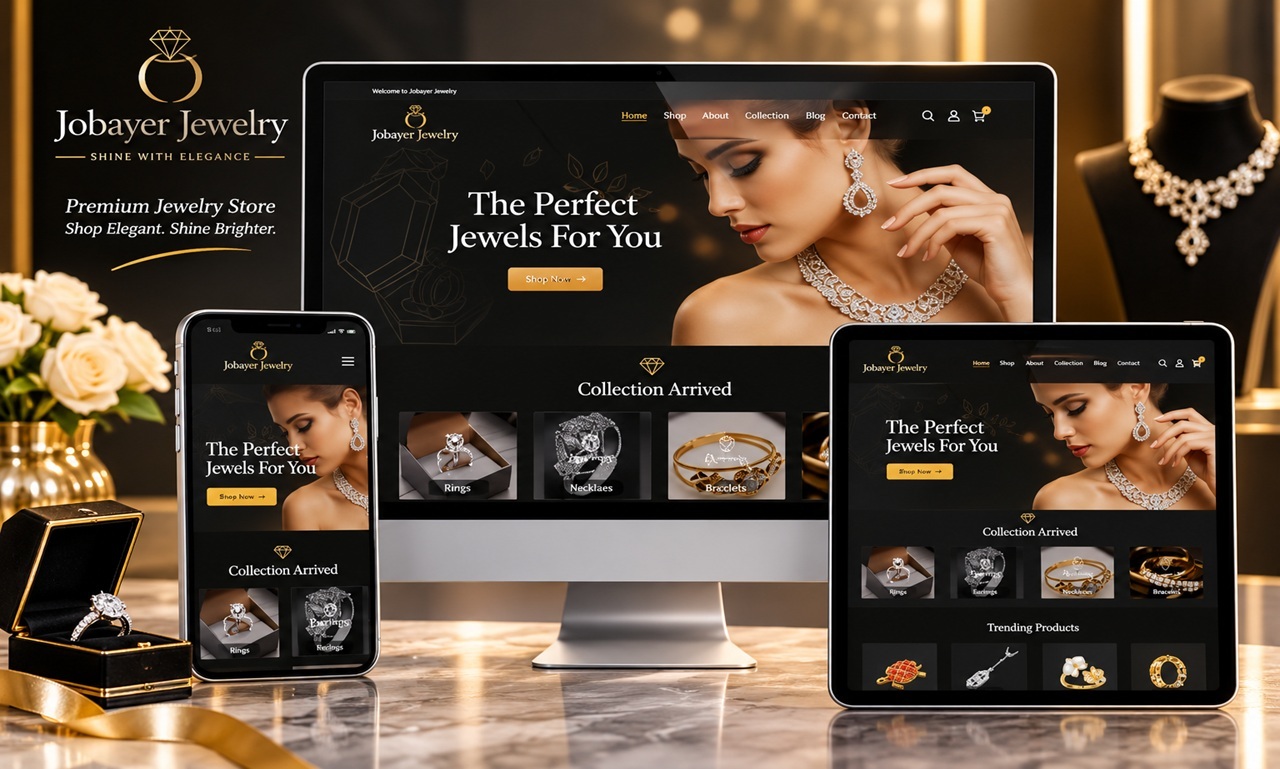 Jobayer Jewelry
SHINE WITH ELEGANCE
Premium Jewelry Store
Shop Elegant. Shine Brighter.
Welcome to Jobayer Jewelry
Jobayer Jewelry
Home Shop About Collection Blog Contact
The Perfect
Jewels For You
Shop Now →
Collection Arrived
Rings
Necklaes
Braclets
Jobayer Jewelry
The Perfect
Jewels For You
Shop Now →
Collection Arrived
Rings
Jobayer Jewelry
Home Shop About Collection Blog Contact
The Perfect
Jewels For You
Shop Now →
Collection Arrived
Rings
Trending Products